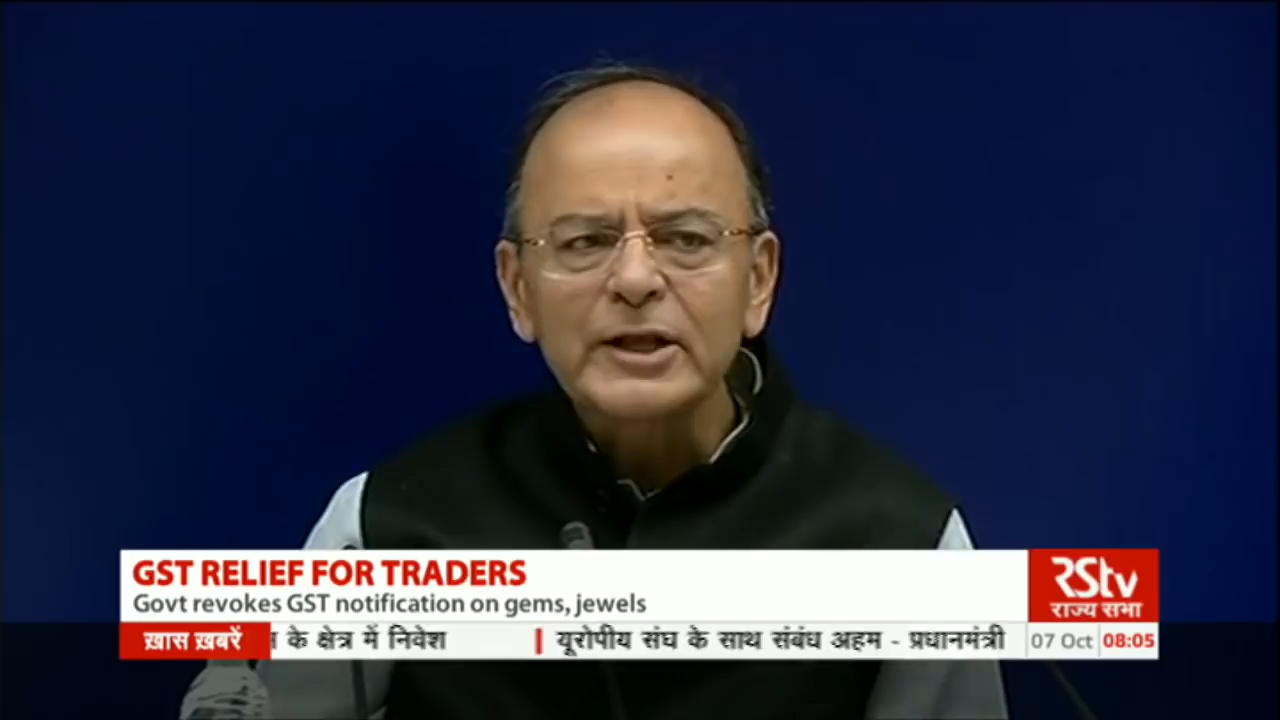 GST RELIEF FOR TRADERS
Govt revokes GST notification on gems, jewels
RStv
राज्य सभा
ख़ास ख़बरें
के क्षेत्र में निवेश
यूरोपीय संघ के साथ संबंध अहम - प्रधानमंत्री
07 Oct 08:05